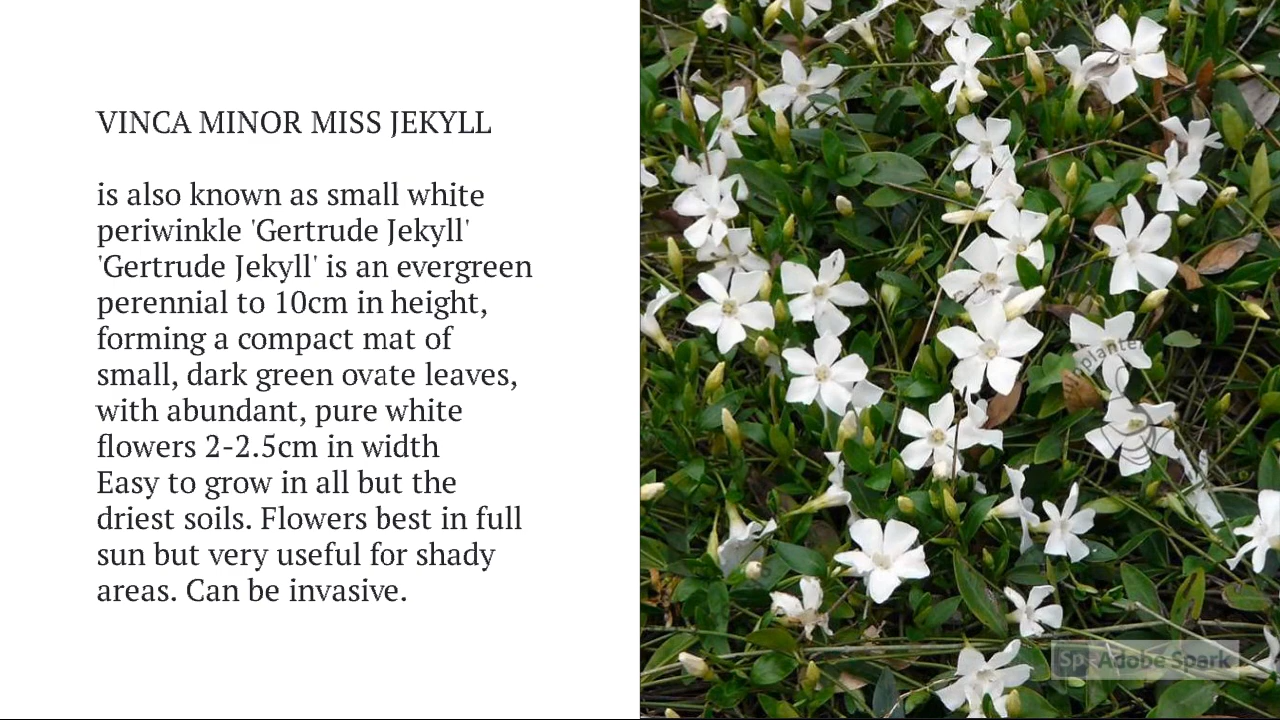 VINCA MINOR MISS JEKYLL
is also known as small white
periwinkle 'Gertrude Jekyll'
'Gertrude Jekyll' is an evergreen
perennial to 10cm in height,
forming a compact mat of
small, dark green ovate leaves,
with abundant, pure white
flowers 2-2.5cm in width
Easy to grow in all but the
driest soils. Flowers best in full
sun but very useful for shady
areas. Can be invasive.
Sp Adobe Spark